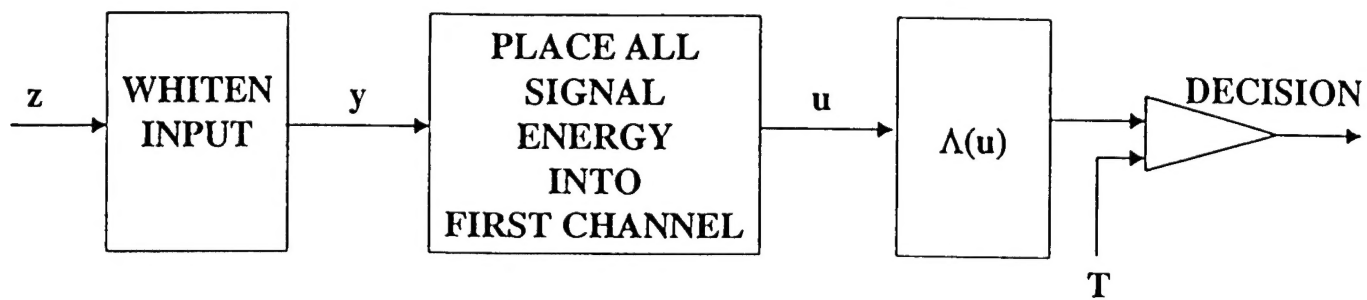 z
WHITEN
INPUT
y
PLACE ALL
SIGNAL
ENERGY
INTO
FIRST CHANNEL
u
Λ(u)
DECISION
T